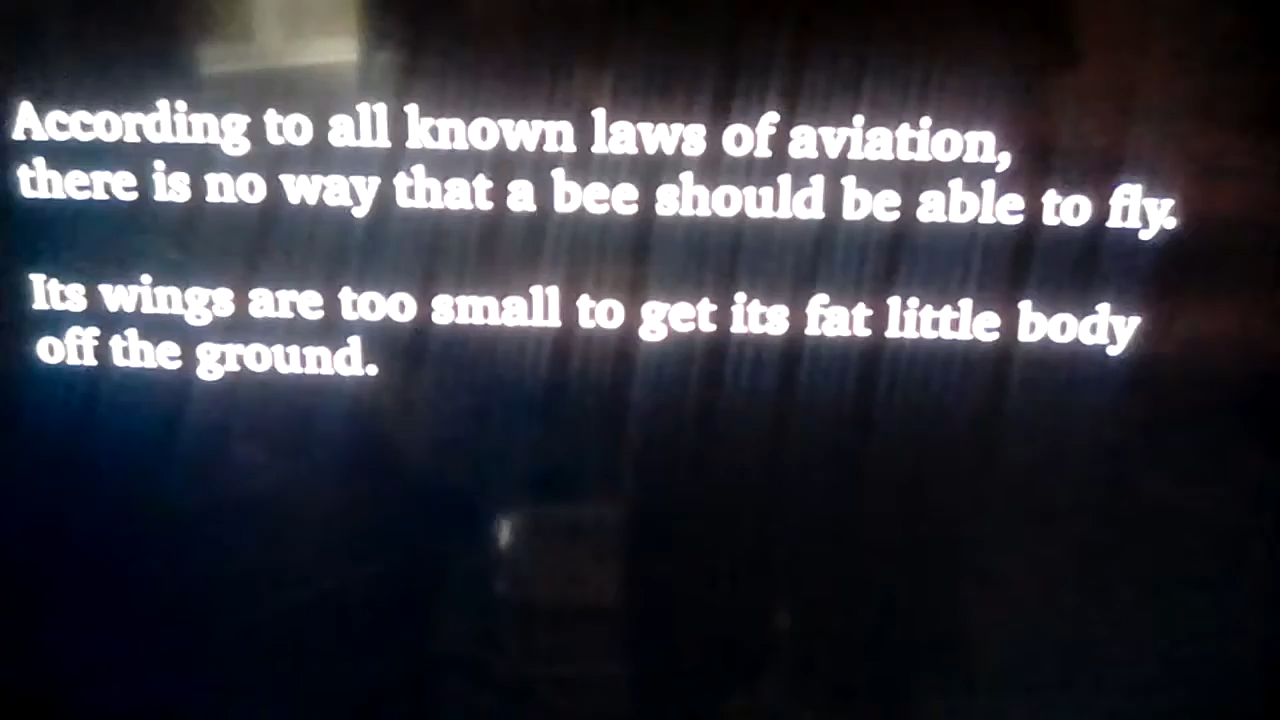 According to all known laws of aviation,
there is no way that a bee should be able to fly.
Its wings are too small to get its fat little body
off the ground.